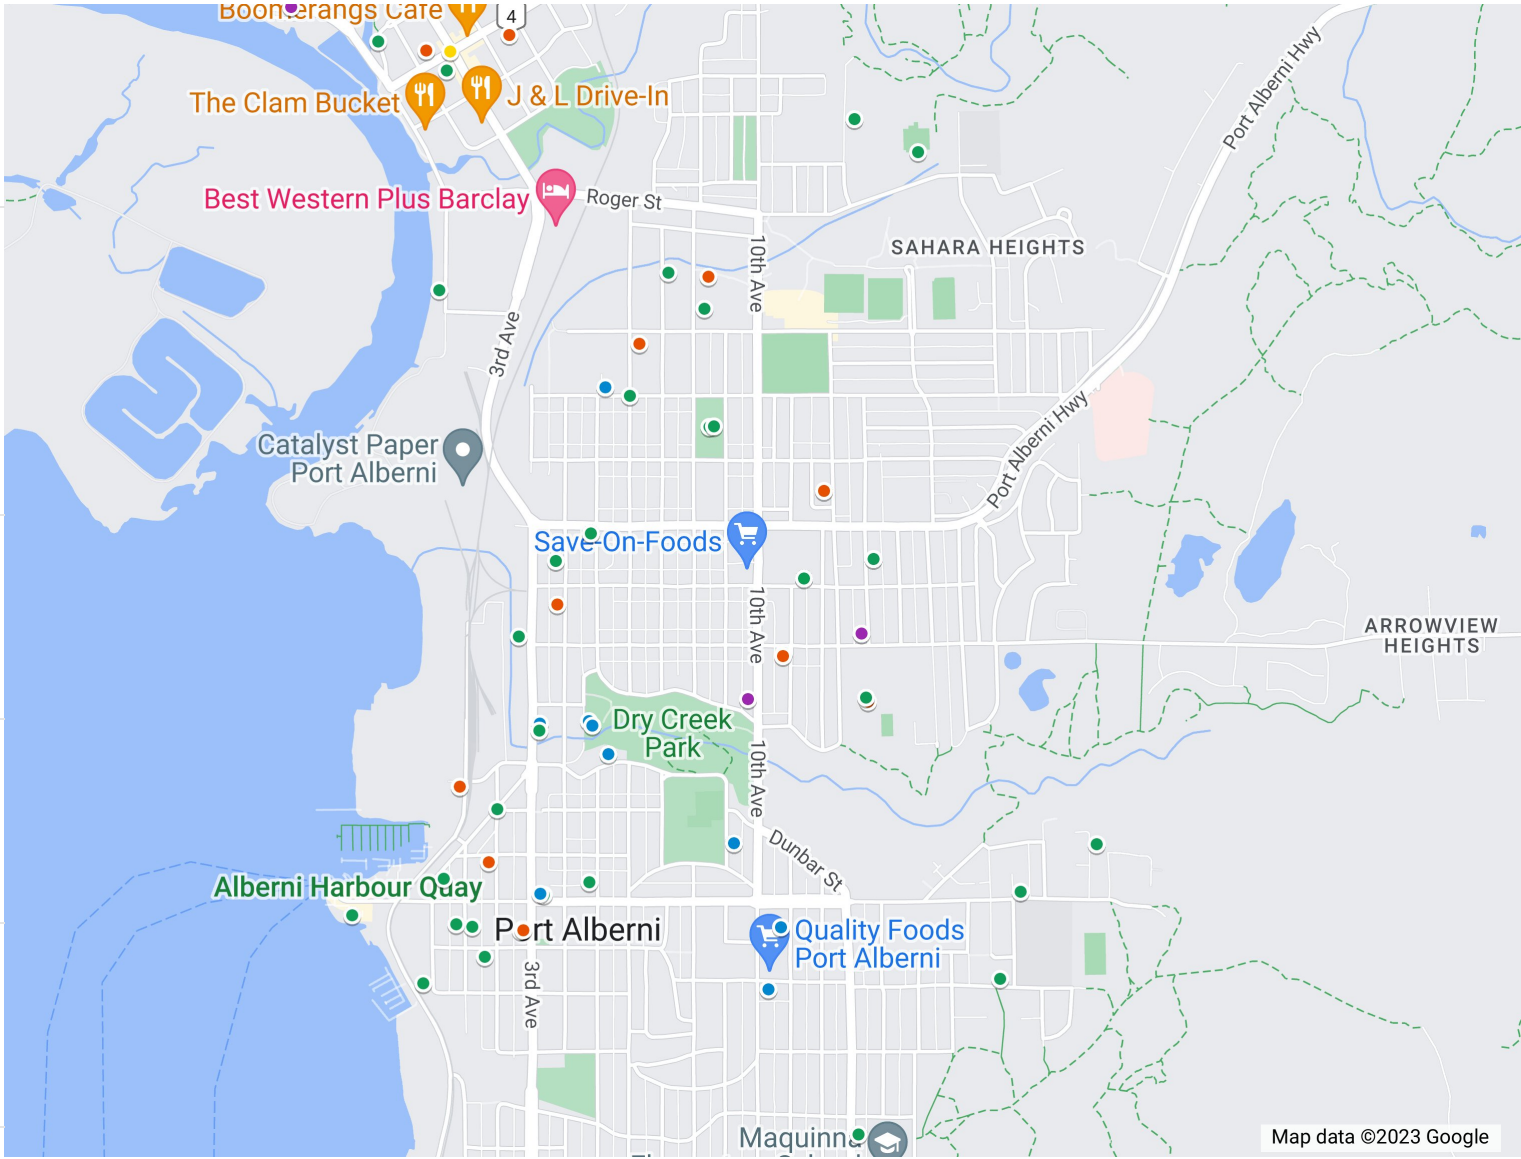 Boomerangs Cafe
4
The Clam Bucket
J & L Drive-In
Port Alberni Hwy
Best Western Plus Barclay
Roger St
10th Ave
SAHARA HEIGHTS
3rd Ave
Catalyst Paper
Port Alberni
Port Alberni Hwy
Save-On-Foods
10th Ave
ARROWVIEW
HEIGHTS
Dry Creek
Park
10th Ave
Dunbar St
Alberni Harbour Quay
Port Alberni
Quality Foods
Port Alberni
3rd Ave
Maquinna
Map data ©2023 Google